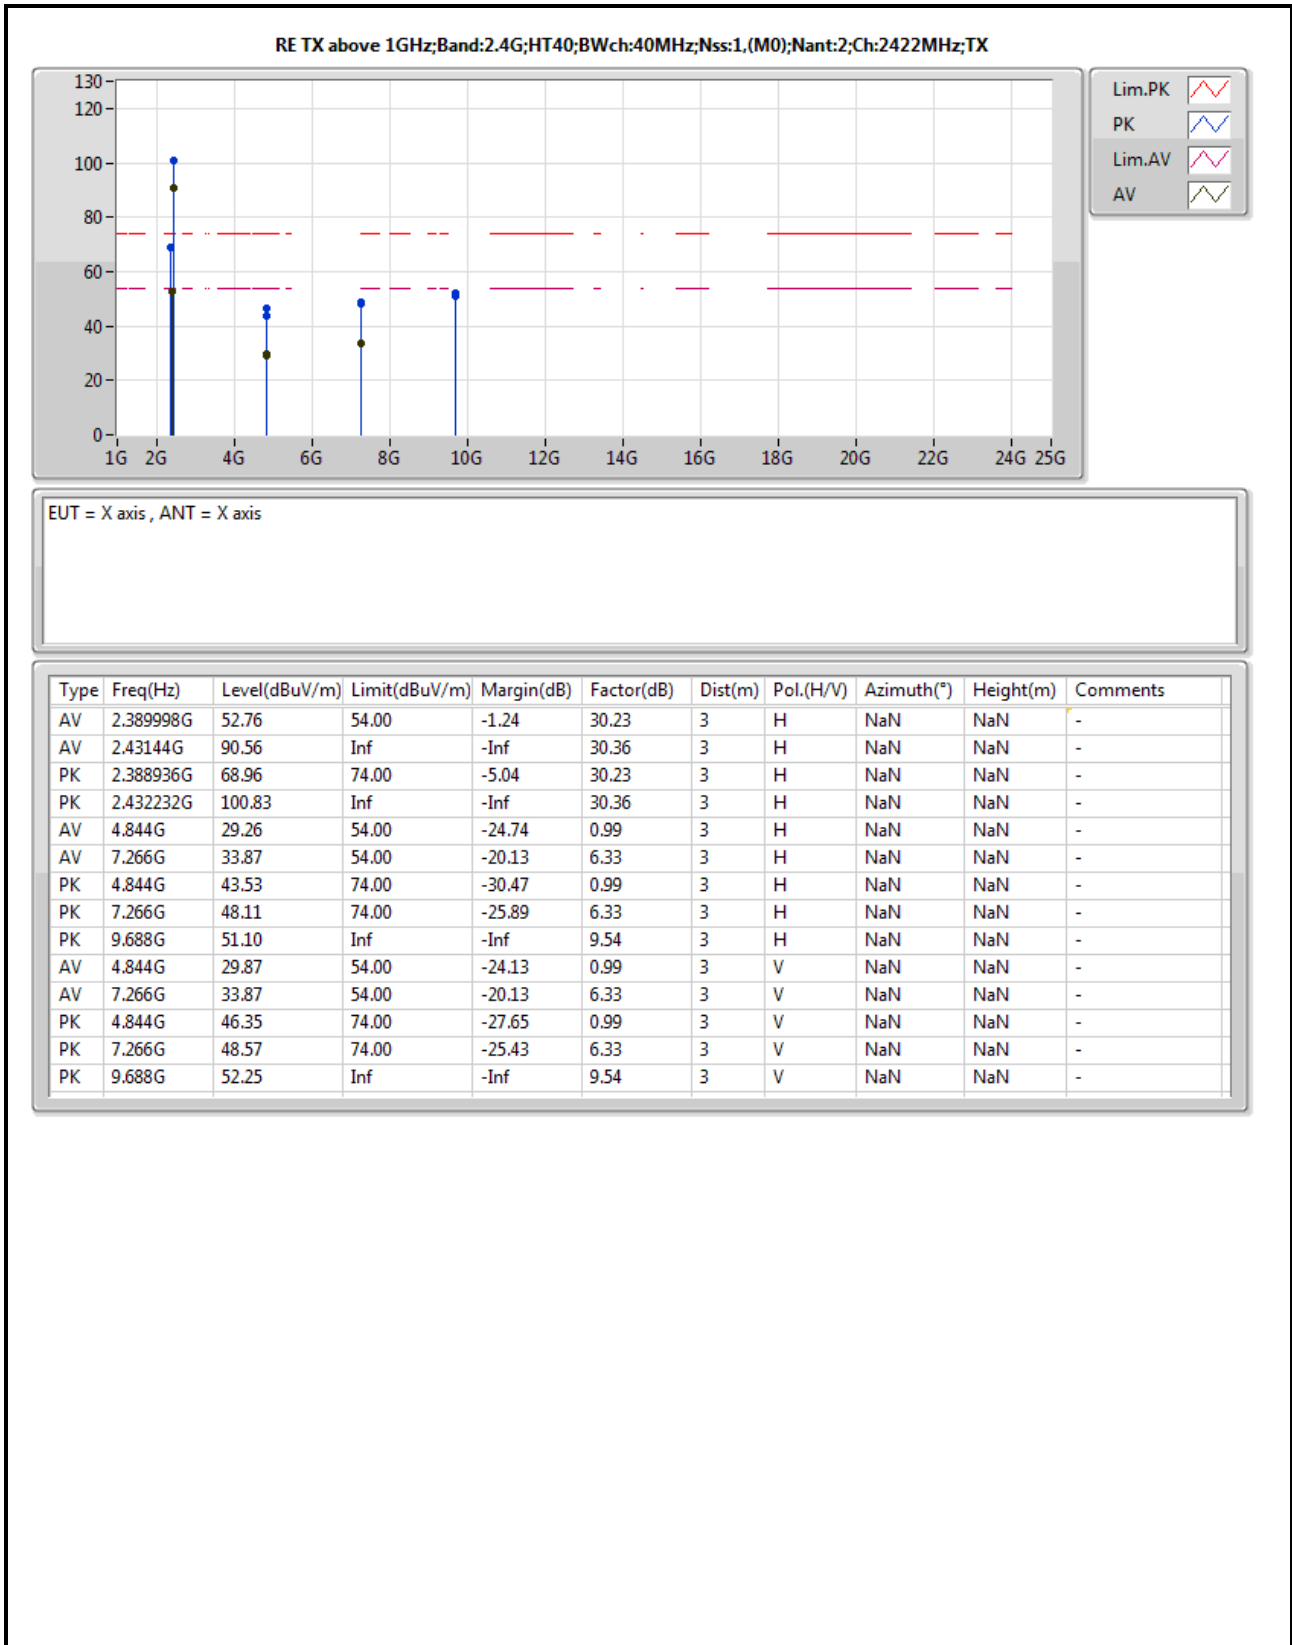 RE TX above 1GHz;Band:2.4G;HT40;BWch:40MHz;Nss:1,(M0);Nant:2;Ch:2422MHz;TX
130
120
100
80
60
40
20
0
1G 2G 4G 6G 8G 10G 12G 14G 16G 18G 20G 22G 24G 25G
Lim.PK
PK
Lim.AV
AV
EUT = X axis , ANT = X axis
Type Freq(Hz) Level(dBuV/m) Limit(dBuV/m) Margin(dB) Factor(dB) Dist(m) Pol.(H/V) Azimuth(°) Height(m) Comments
AV 2.389998G 52.76 54.00 -1.24 30.23 3 H NaN NaN -
AV 2.43144G 90.56 Inf -Inf 30.36 3 H NaN NaN -
PK 2.388936G 68.96 74.00 -5.04 30.23 3 H NaN NaN -
PK 2.432232G 100.83 Inf -Inf 30.36 3 H NaN NaN -
AV 4.844G 29.26 54.00 -24.74 0.99 3 H NaN NaN -
AV 7.266G 33.87 54.00 -20.13 6.33 3 H NaN NaN -
PK 4.844G 43.53 74.00 -30.47 0.99 3 H NaN NaN -
PK 7.266G 48.11 74.00 -25.89 6.33 3 H NaN NaN -
PK 9.688G 51.10 Inf -Inf 9.54 3 H NaN NaN -
AV 4.844G 29.87 54.00 -24.13 0.99 3 V NaN NaN -
AV 7.266G 33.87 54.00 -20.13 6.33 3 V NaN NaN -
PK 4.844G 46.35 74.00 -27.65 0.99 3 V NaN NaN -
PK 7.266G 48.57 74.00 -25.43 6.33 3 V NaN NaN -
PK 9.688G 52.25 Inf -Inf 9.54 3 V NaN NaN -